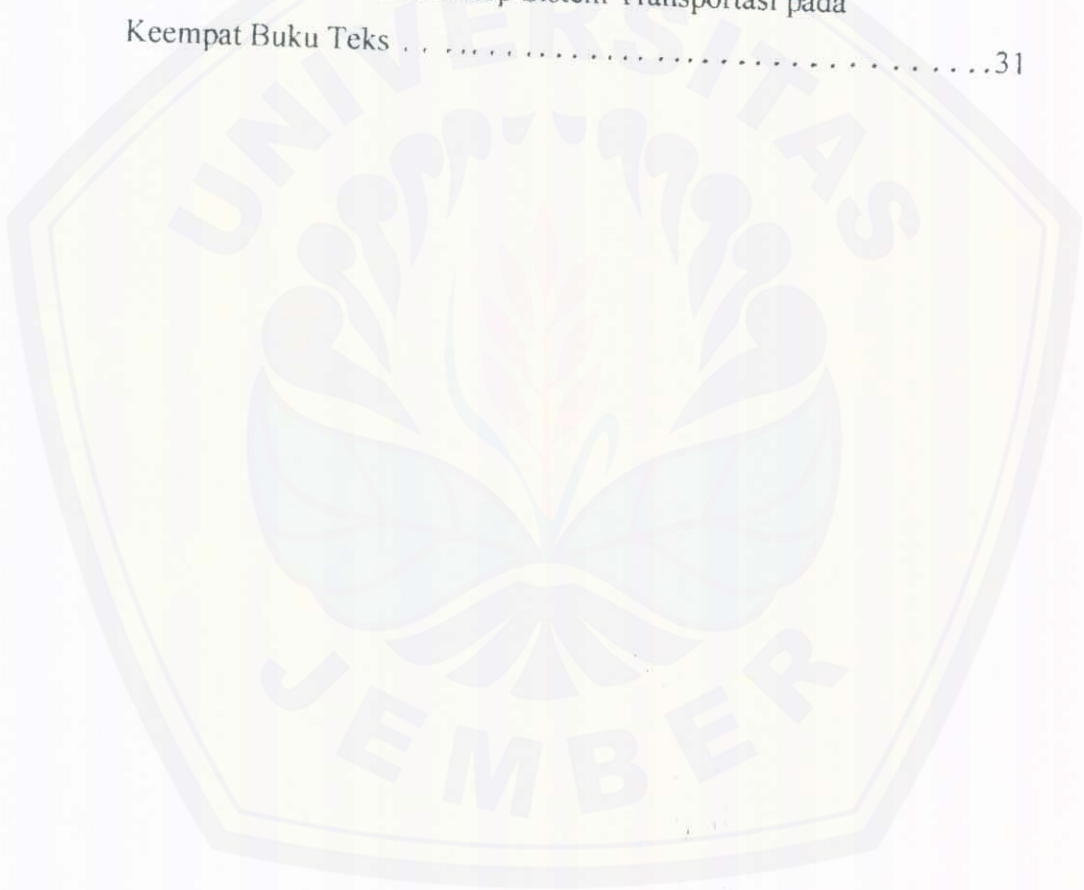 Sistem Transportasi pada
Keempat Buku Teks . . . . . . . . . . . . . . . . . . . . . . . . . . . . . . . . .31
UNIVERSITAS
JEMBER